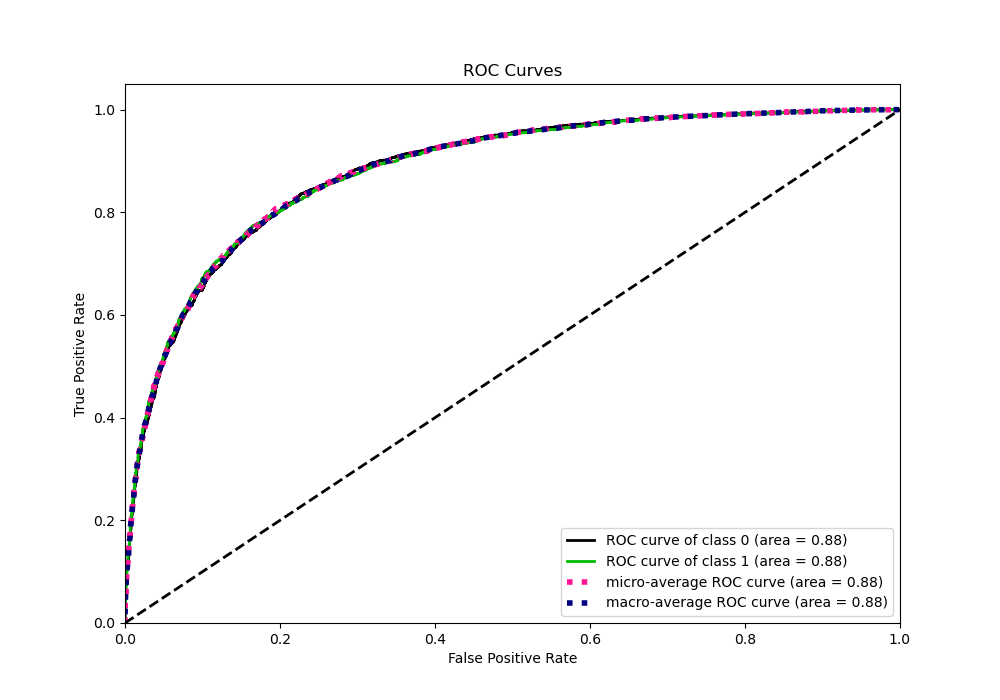 ROC Curves
1.0
0.8
0.6
0.4
0.2
0.0
True Positive Rate
ROC curve of class 0 (area = 0.88)
ROC curve of class 1 (area = 0.88)
micro-average ROC curve (area = 0.88)
macro-average ROC curve (area = 0.88)
0.0 0.2 0.4 0.6 0.8 1.0
False Positive Rate